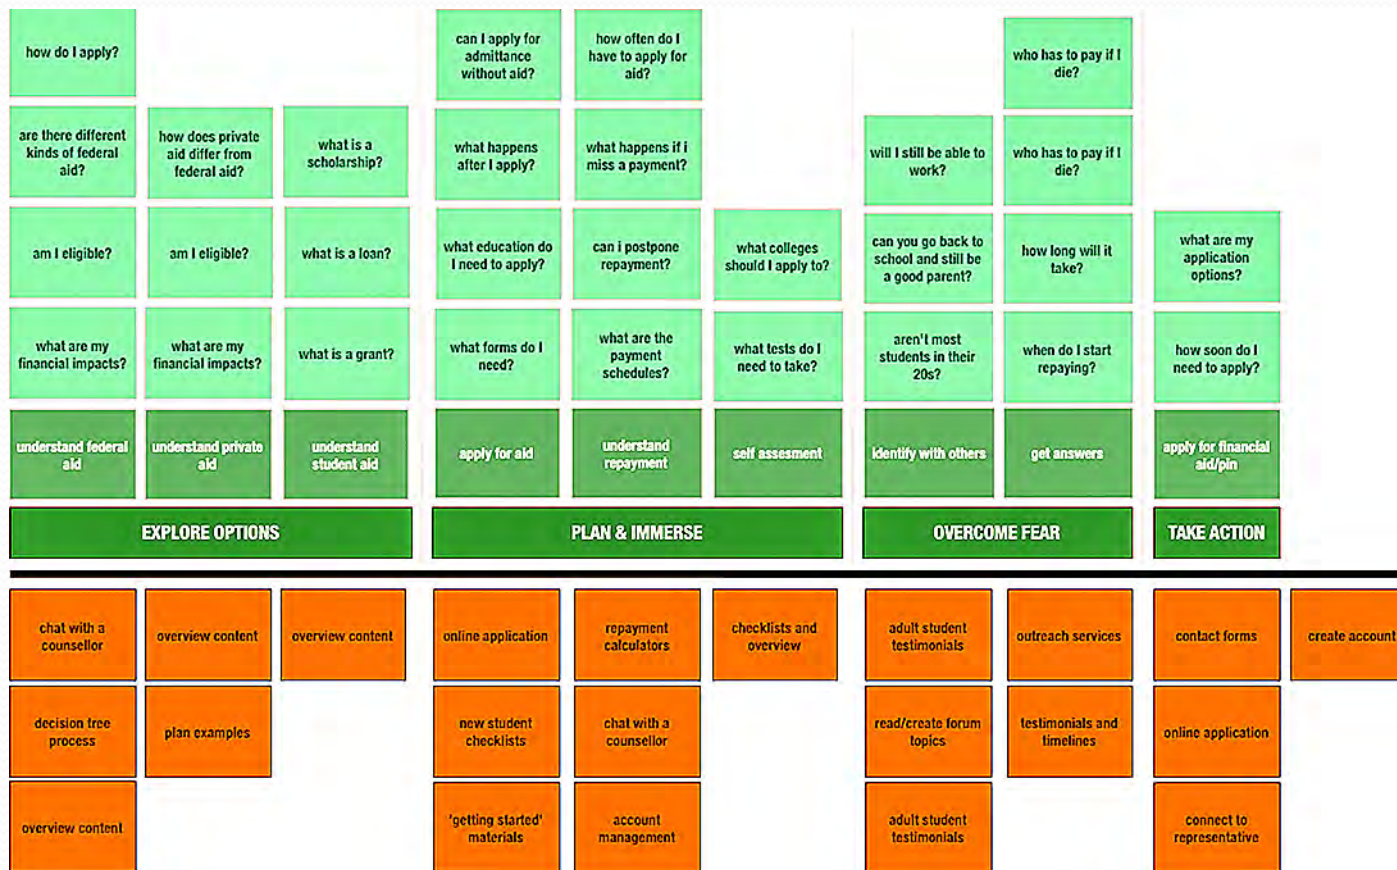 how do I apply?
can I apply for
admittance
without aid?
how often do I
have to apply for
aid?
who has to pay if I
die?
are there different
kinds of federal
aid?
how does private
aid differ from
federal aid?
what is a
scholarship?
what happens
after I apply?
what happens if i
miss a payment?
will I still be able to
work?
who has to pay if I
die?
am I eligible?
am I eligible?
what is a loan?
what education do
I need to apply?
can i postpone
repayment?
what colleges
should I apply to?
can you go back to
school and still be
a good parent?
how long will it
take?
what are my
application
options?
what are my
financial impacts?
what are my
financial impacts?
what is a grant?
what forms do I
need?
what are the
payment
schedules?
what tests do I
need to take?
aren't most
students in their
20s?
when do I start
repaying?
how soon do I
need to apply?
understand federal
aid
understand private
aid
understand
student aid
apply for aid
understand
repayment
self assesment
identify with others
get answers
apply for financial
aid/pin
EXPLORE OPTIONS
PLAN & IMMERSE
OVERCOME FEAR
TAKE ACTION
chat with a
counsellor
overview content
overview content
online application
repayment
calculators
checklists and
overview
adult student
testimonials
outreach services
contact forms
create account
decision tree
process
plan examples
new student
checklists
chat with a
counsellor
read/create forum
topics
testimonials and
timelines
online application
overview content
'getting started'
materials
account
management
adult student
testimonials
connect to
representative